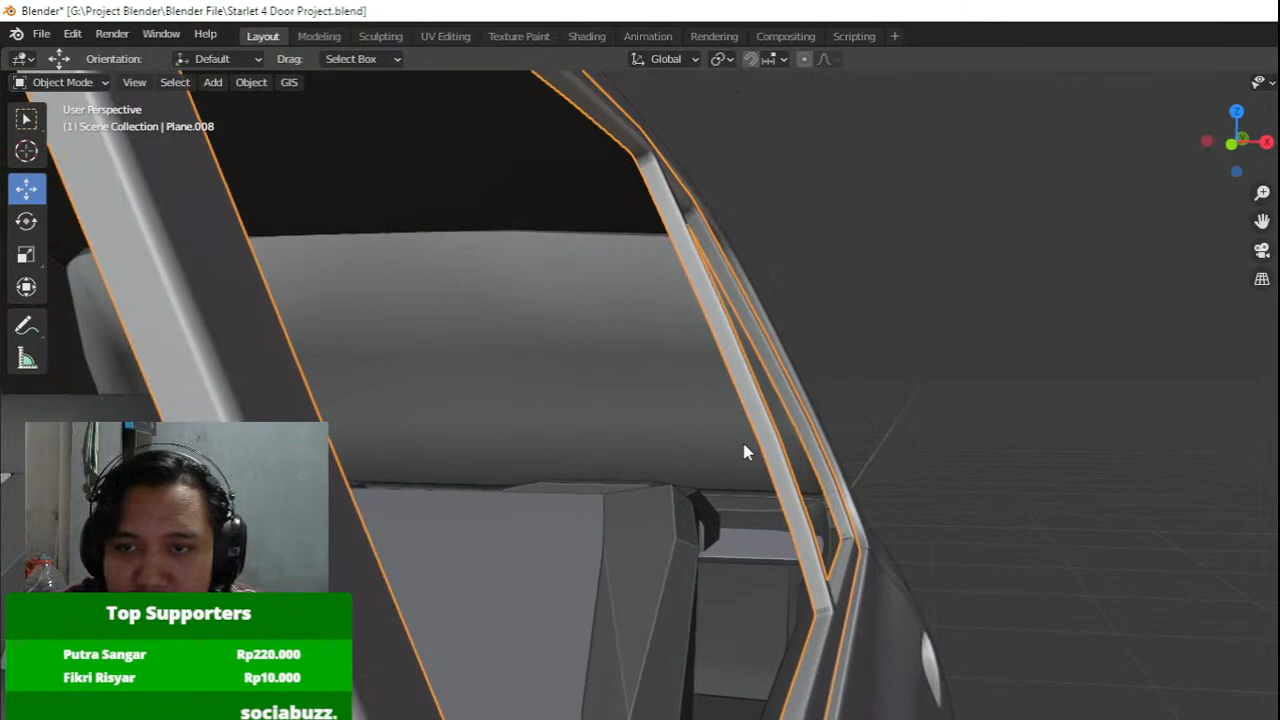 Blender* [G:\Project Blender\Blender File\Starlet 4 Door Project.blend]
File Edit Render Window Help Layout Modeling Sculpting UV Editing Texture Paint Shading Animation Rendering Compositing Scripting +
Orientation: Default Drag: Select Box Global
Object Mode View Select Add Object GIS
User Perspective
(1) Scene Collection | Plane.008
Z
X
Top Supporters
Putra Sangar Rp220.000
Fikri Risyar Rp10.000
sociabuzz.